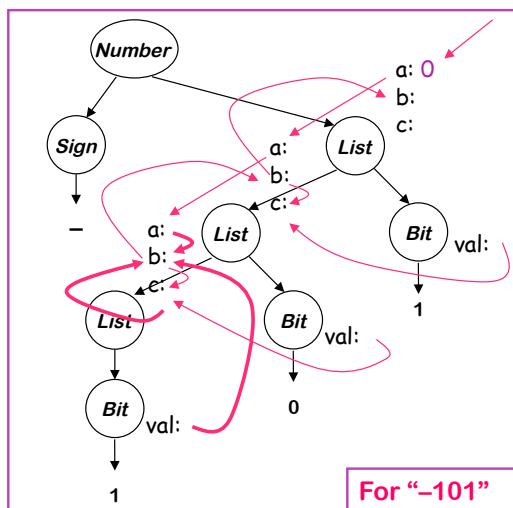 Number
a: 0
b:
c:
Sign
a:
List
b:
c:
–
a:
List
Bit
val:
b:
c:
1
List
Bit
val:
Bit
val:
0
1
For “–101”